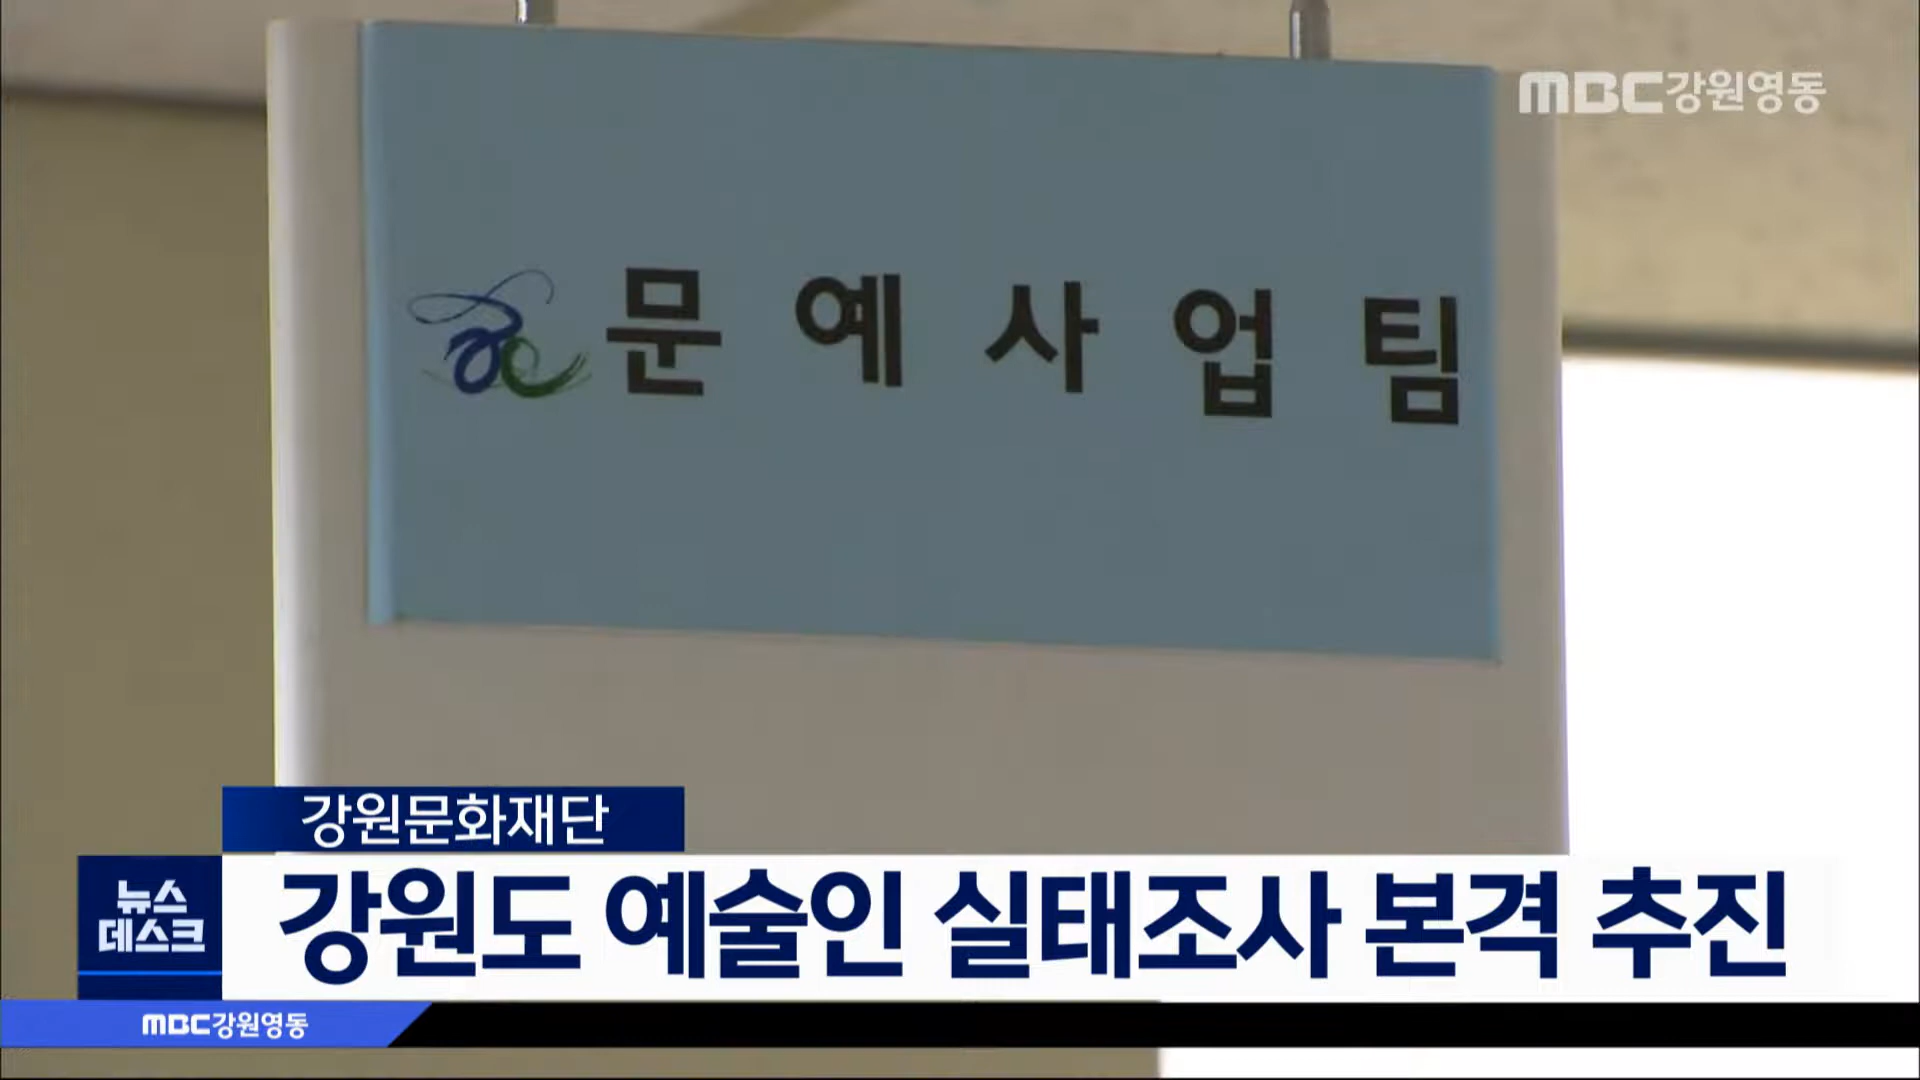 MBC강원영동
문예사업팀
강원문화재단
뉴스
데스크
강원도 예술인 실태조사 본격 추진
MBC강원영동